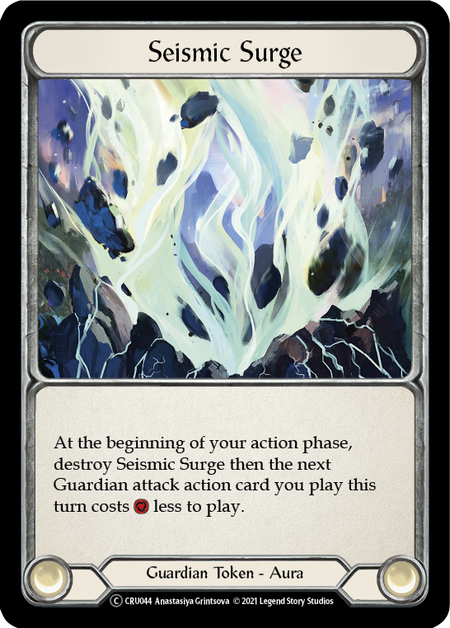 Seismic Surge
At the beginning of your action phase,
destroy Seismic Surge then the next
Guardian attack action card you play this
turn costs less to play.
Guardian Token - Aura
C CRU044 Anastasiya Grintsova © 2021 Legend Story Studios